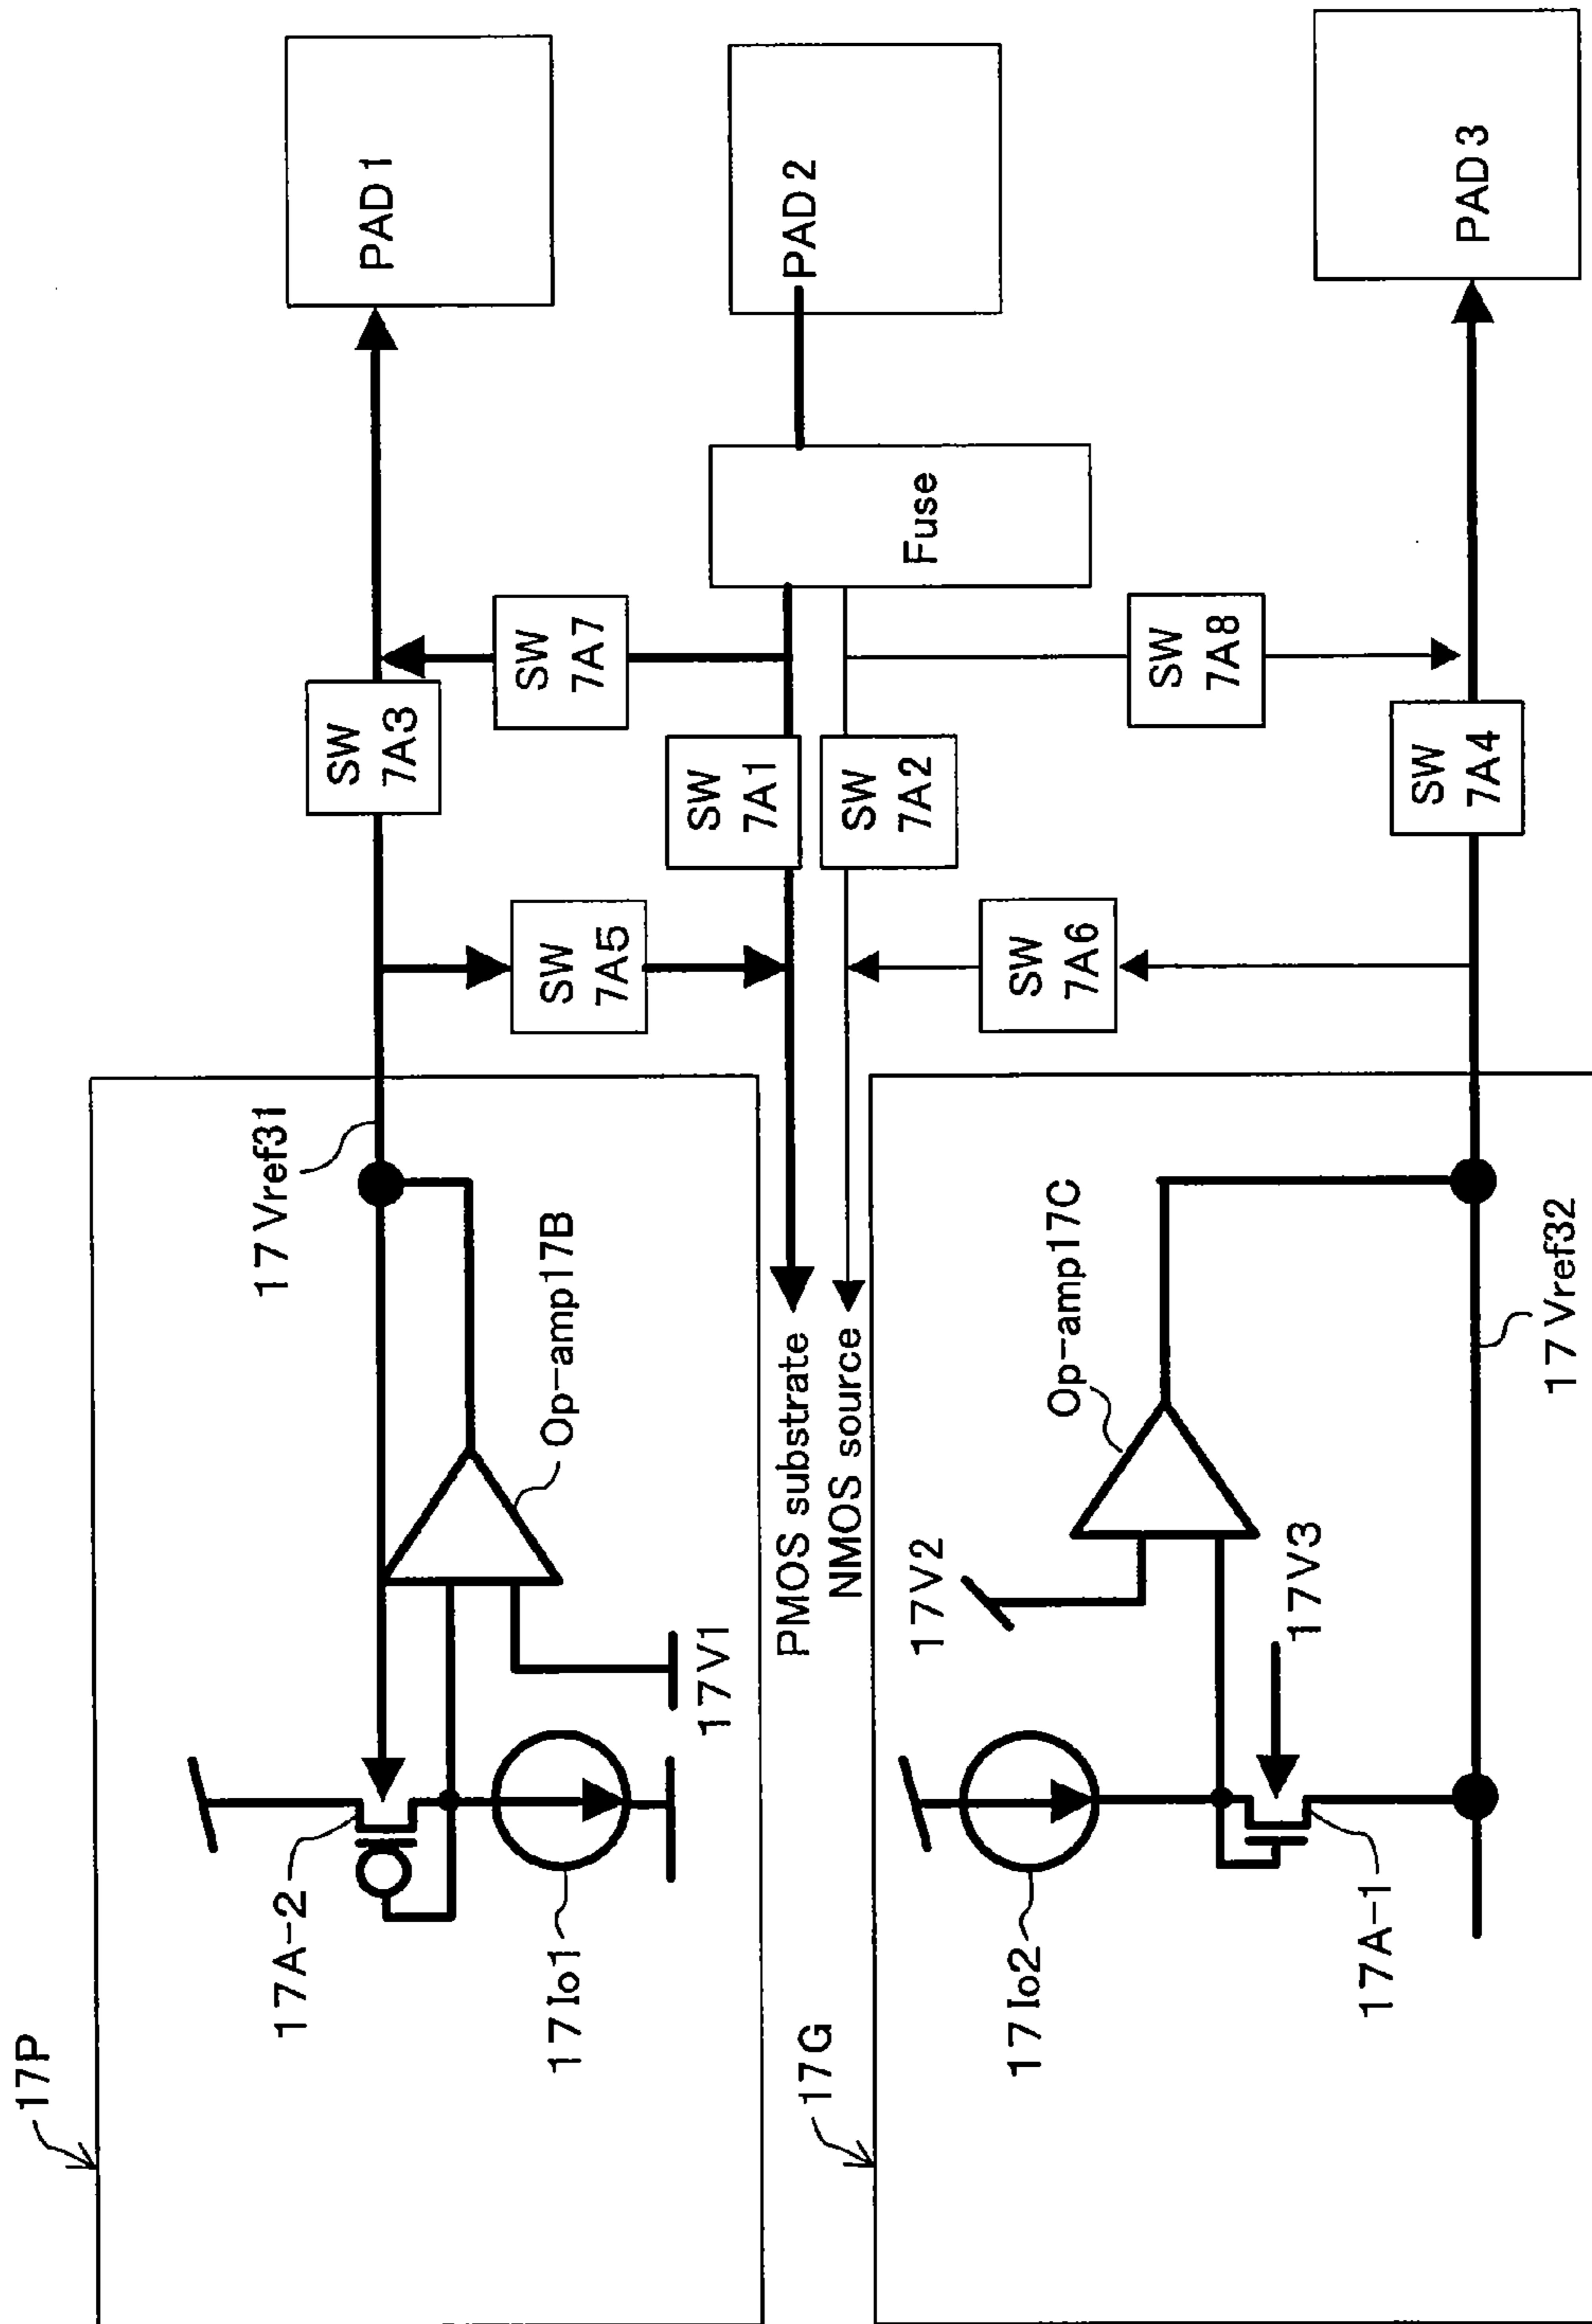 17P
17A-2
17Io1
17V1
Op-amp17B
17Vref31
SW
7A3
SW
7A5
SW
7A7
PAD1
PMOS substrate
NMOS source
SW
7A1
SW
7A2
Fuse
PAD2
17G
17Io2
17V2
17A-1
17V3
Op-amp17C
17Vref32
SW
7A6
SW
7A4
SW
7A8
PAD3